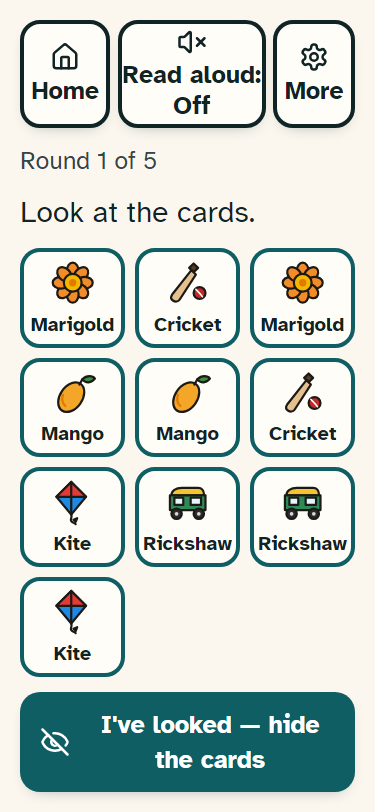 Home
Read aloud:
Off
More
Round 1 of 5
Look at the cards.
Marigold
Cricket
Marigold
Mango
Mango
Cricket
Kite
Rickshaw
Rickshaw
Kite
I've looked — hide
the cards